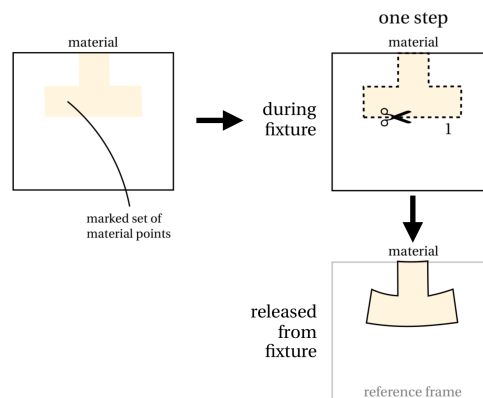 one step
material
material
during
fixture
1
marked set of
material points
material
released
from
fixture
reference frame